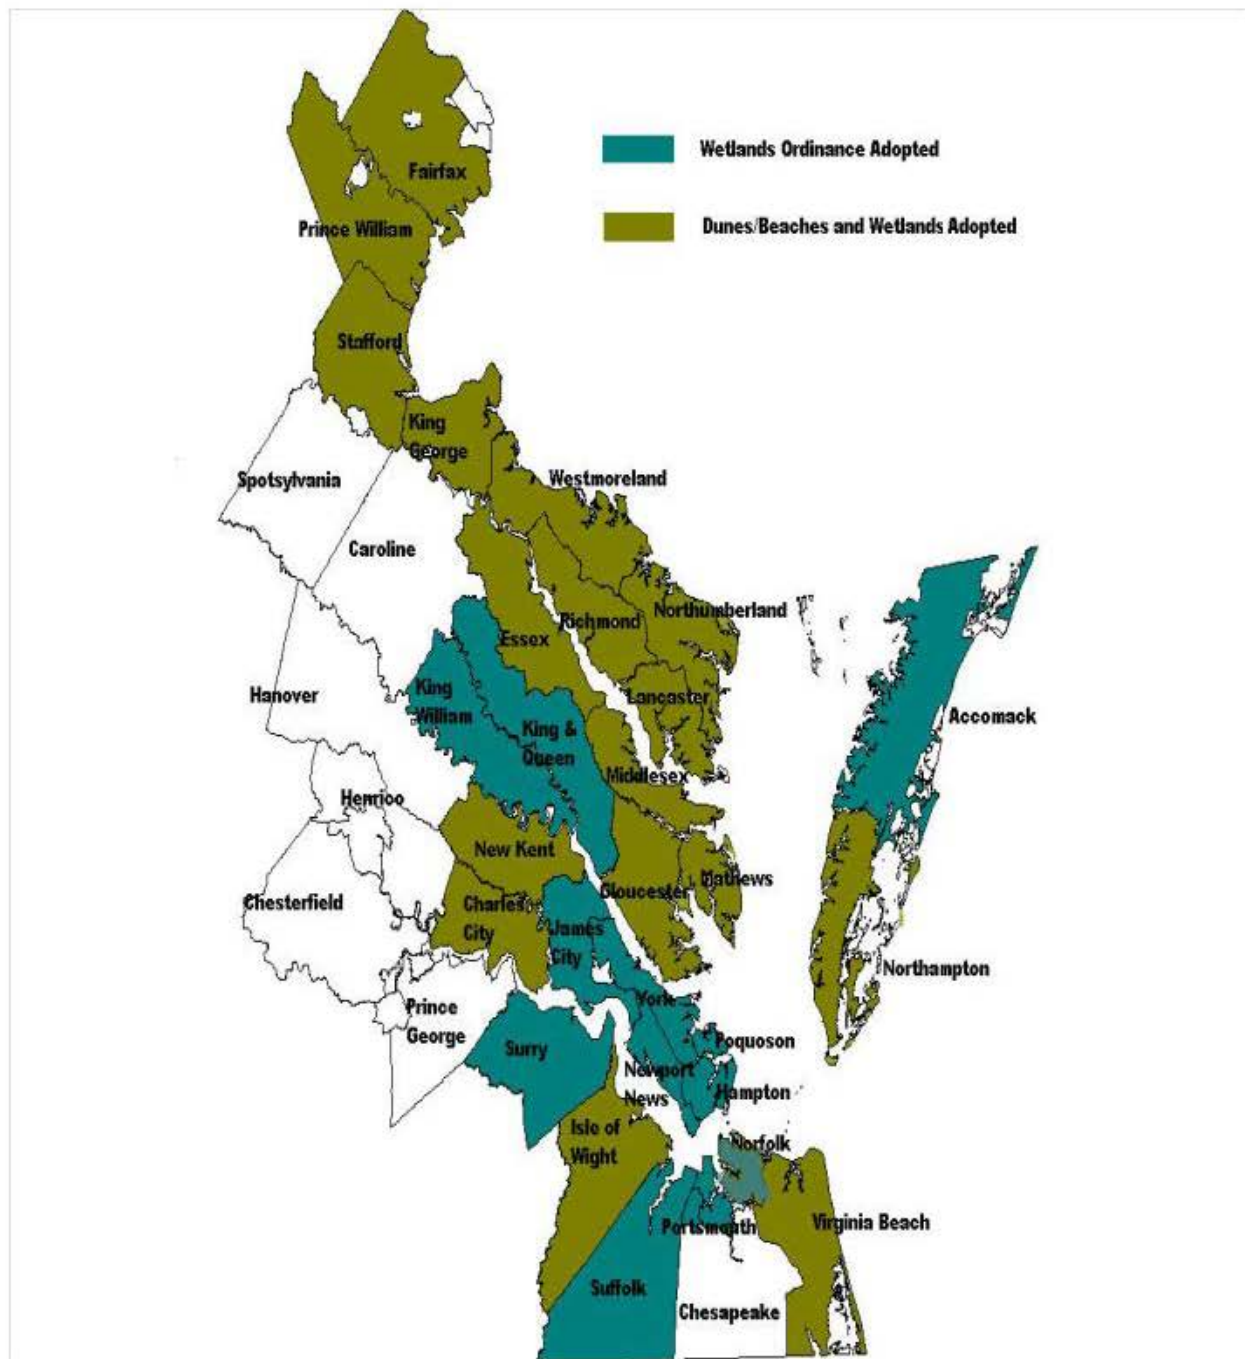 Wetlands Ordinance Adopted
Fairfax
Dunes/Beaches and Wetlands Adopted
Prince William
Stafford
King
George
Westmoreland
Spotsylvania
Caroline
Northumberland
Richmond
Essex
King
William
Hanover
Lancaster
Accomack
King &
Queen
Middlesex
Henrico
New Kent
Mathews
Gloucester
Chesterfield
Charles
City
James
City
Northampton
York
Prince
George
Poquoson
Surry
Newport
News
Hampton
Isle of
Wight
Norfolk
Portsmouth
Virginia Beach
Suffolk
Chesapeake